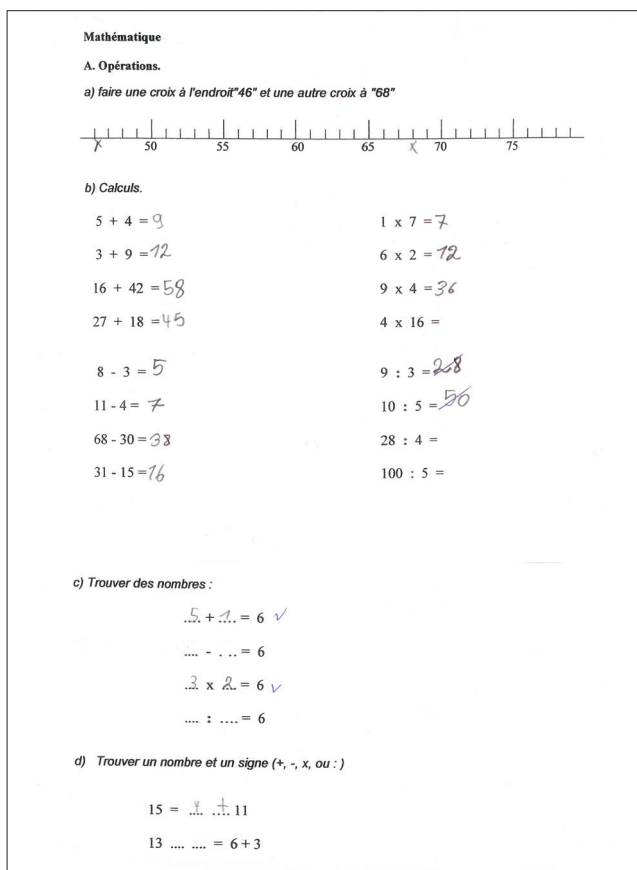 Mathématique
A. Opérations.
a) faire une croix à l'endroit"46" et une autre croix à "68"
x x
50 55 60 65 70 75
b) Calculs.
5 + 4 = 9
1 x 7 = 7
3 + 9 = 12
6 x 2 = 12
16 + 42 = 58
9 x 4 = 36
27 + 18 = 45
4 x 16 =
8 - 3 = 5
9 : 3 = 28
11 - 4 = 7
10 : 5 = 50
68 - 30 = 38
28 : 4 =
31 - 15 = 16
100 : 5 =
c) Trouver des nombres :
.5. + .1.. = 6 ✓
.... - . .. = 6
.3. x .2. = 6 ✓
.... : .... = 6
d) Trouver un nombre et un signe (+, -, x, ou : )
15 = .4.. .+.. 11
13 .... .... = 6 + 3